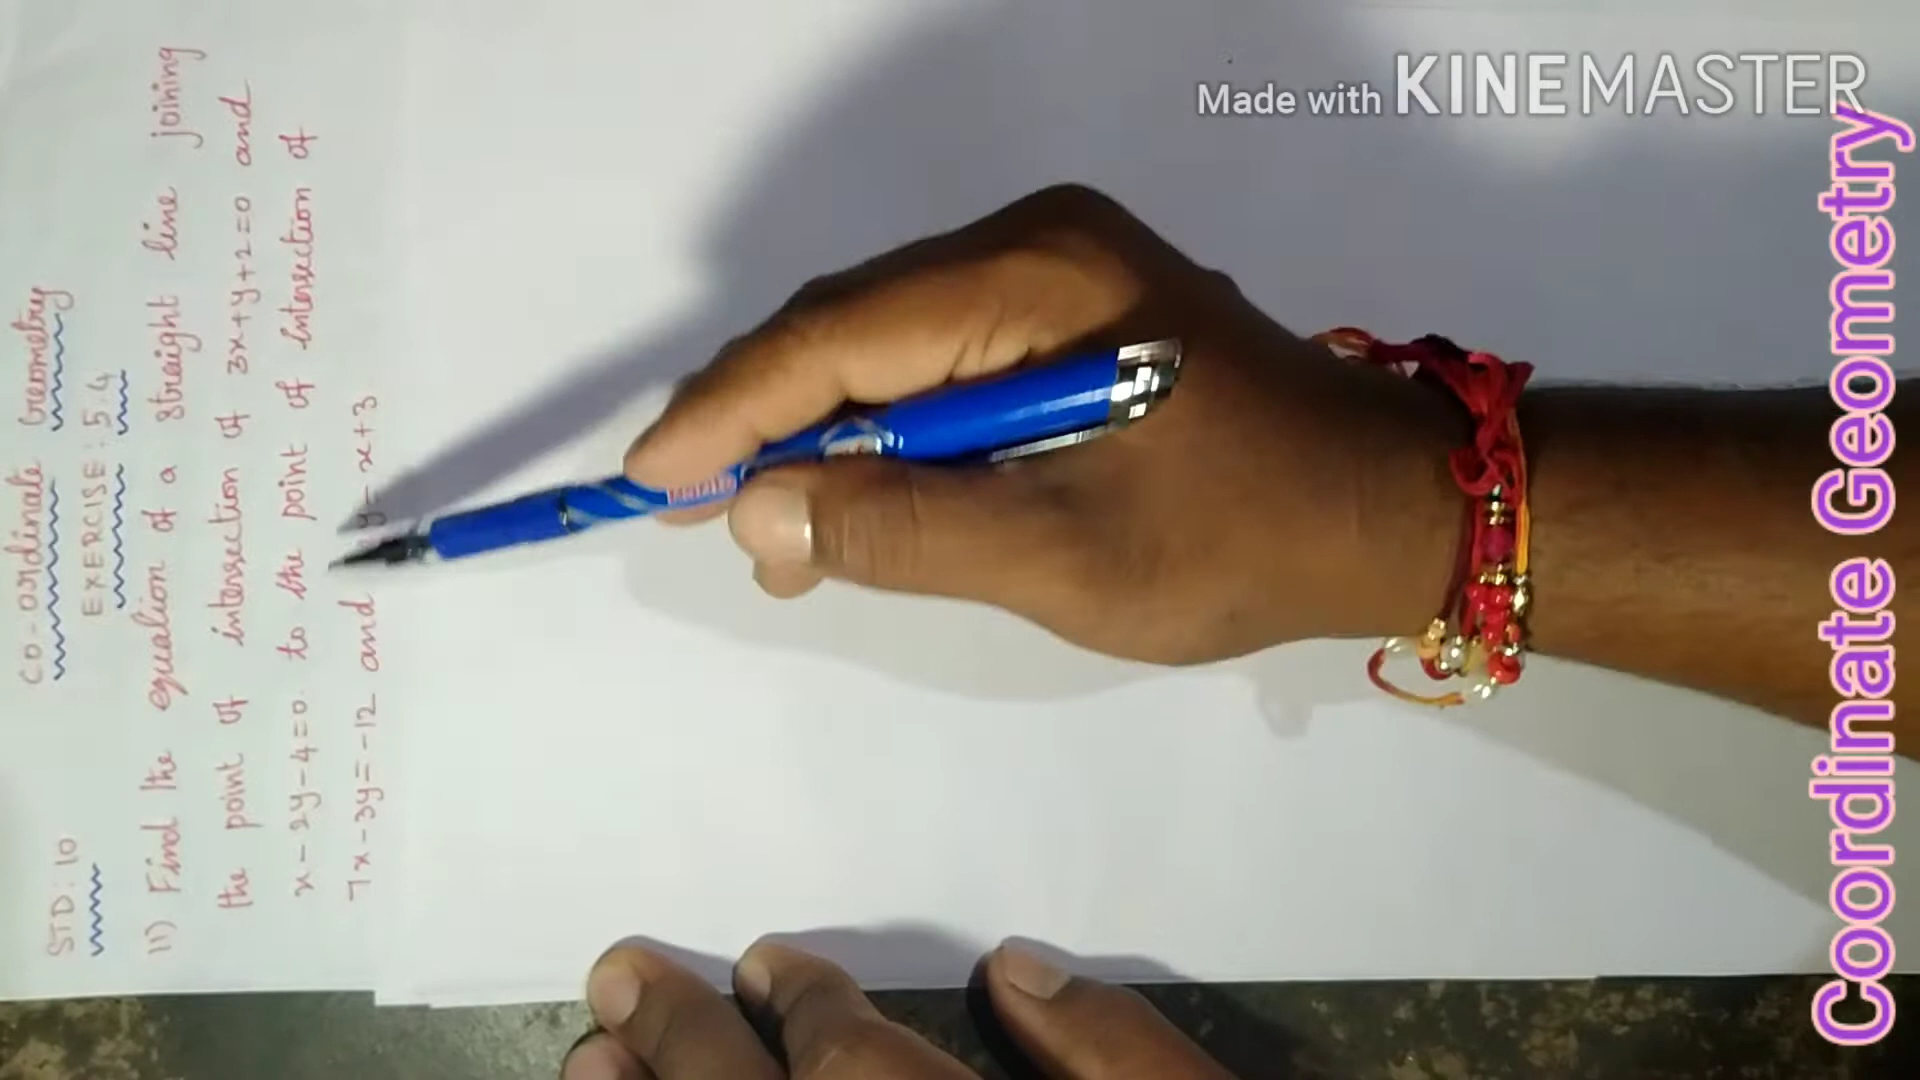 Made with KINEMASTER
Coordinate Geometry
CO-ordinate Geometry
STD: 10
EXERCISE: 5.4
11) Find the equation of a straight line joining
the point of intersection of 3x+y+2=0 and
x-2y-4=0. to the point of intersection of
7x-3y=-12 and y-x+3